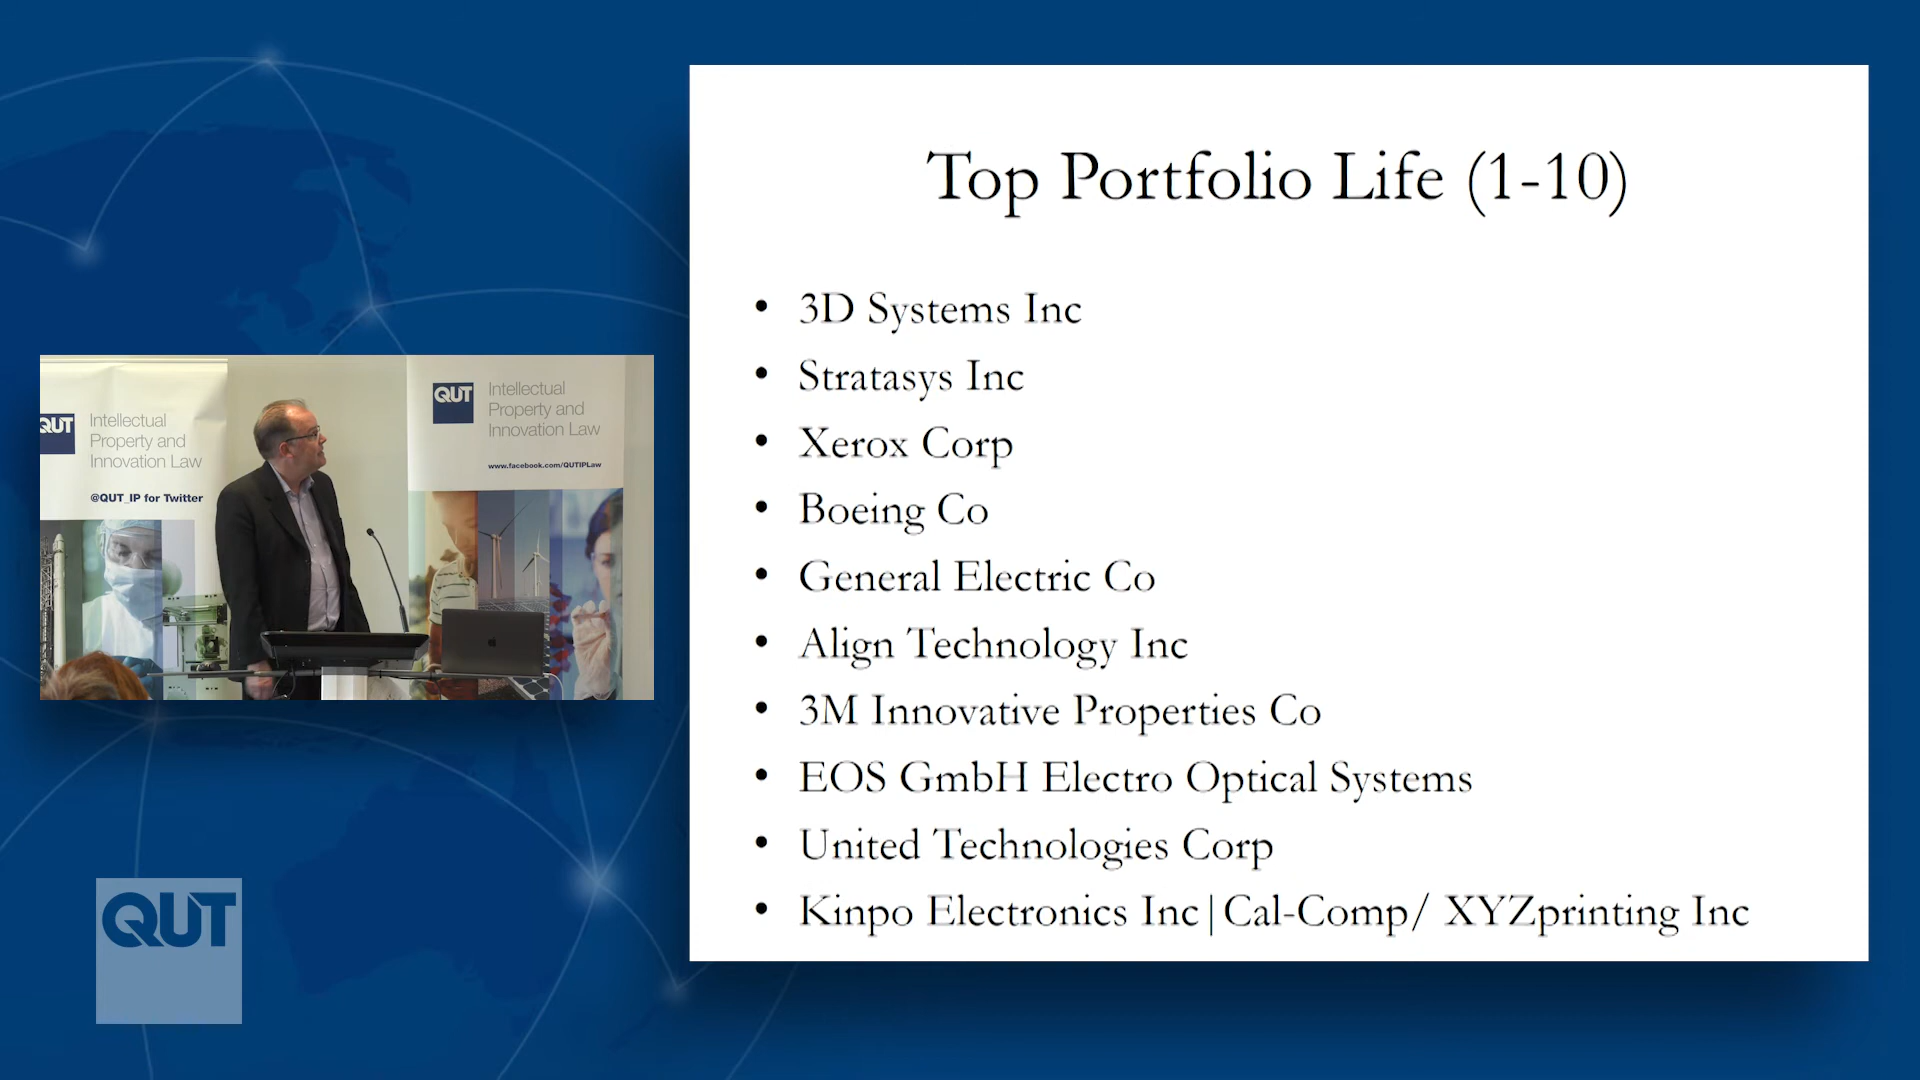 Top Portfolio Life (1-10)
• 3D Systems Inc
• Stratasys Inc
• Xerox Corp
• Boeing Co
• General Electric Co
• Align Technology Inc
• 3M Innovative Properties Co
• EOS GmbH Electro Optical Systems
• United Technologies Corp
• Kinpo Electronics Inc|Cal-Comp/ XYZprinting Inc
QUT
Intellectual
Property and
Innovation Law
@QUT_IP for Twitter
QUT
Intellectual
Property and
Innovation Law
www.facebook.com/QUTIPLaw
QUT